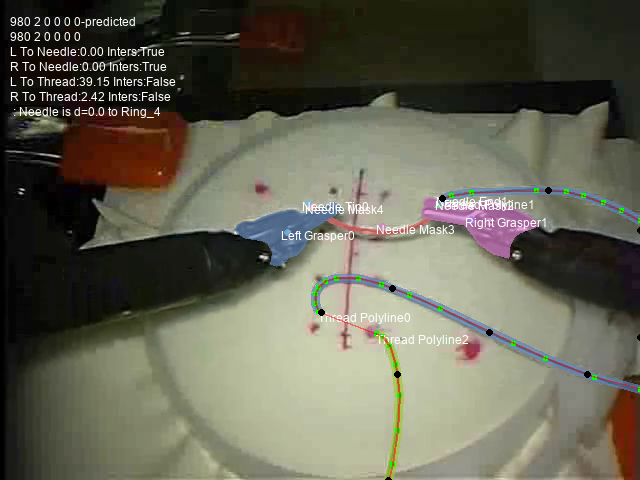 980 2 0 0 0 0-predicted
980 2 0 0 0 0
L To Needle:0.00 Inters:True
R To Needle:0.00 Inters:True
L To Thread:39.15 Inters:False
R To Thread:2.42 Inters:False
: Needle is d=0.0 to Ring_4
Needle Tip0
Needle Mask4
Needle End1
Right Grasper1
Needle Mask3
Left Grasper0
Thread Polyline0
Thread Polyline2